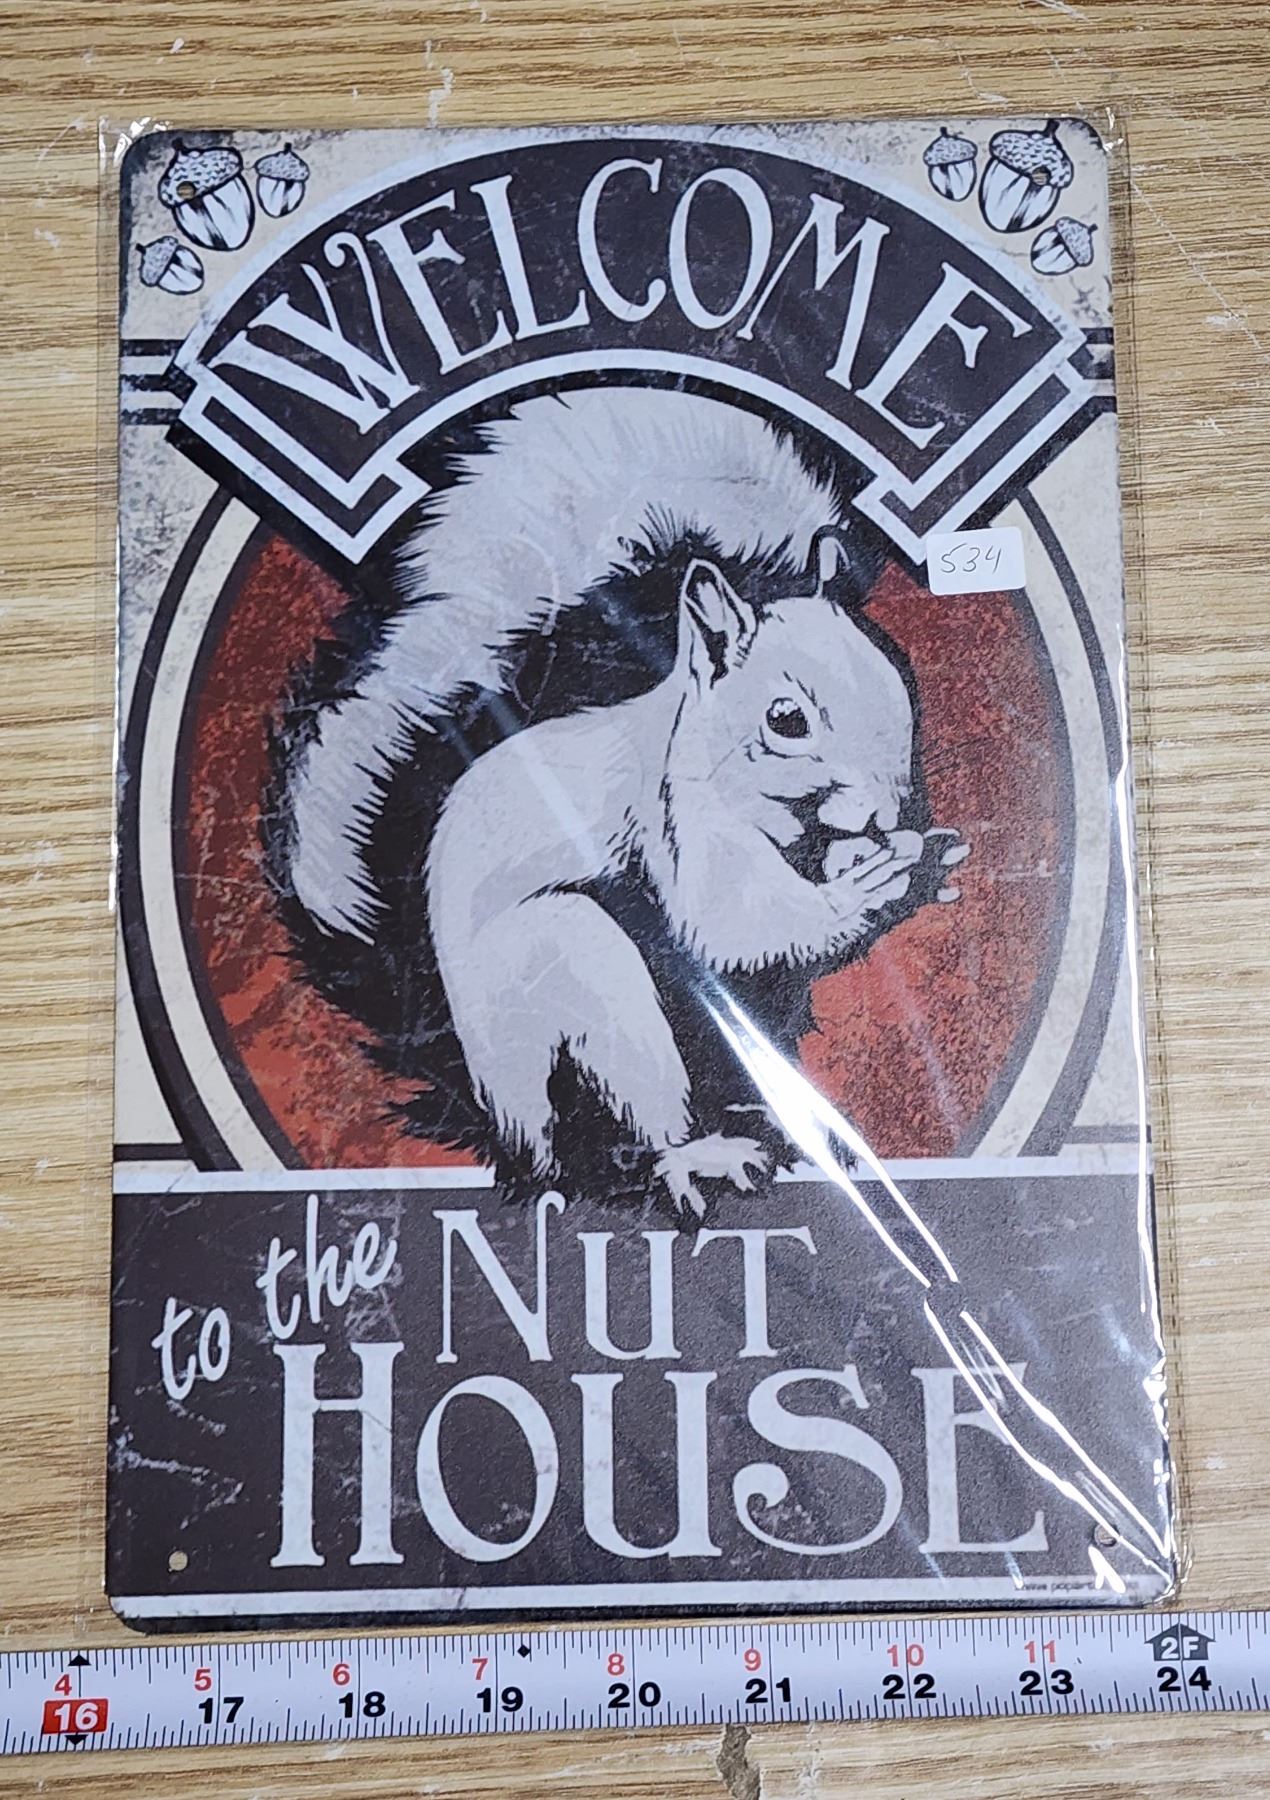 WELCOME
534
to the NUT
HOUSE
4 5 6 7 8 9 10 11 2F
16 17 18 19 20 21 22 23 24